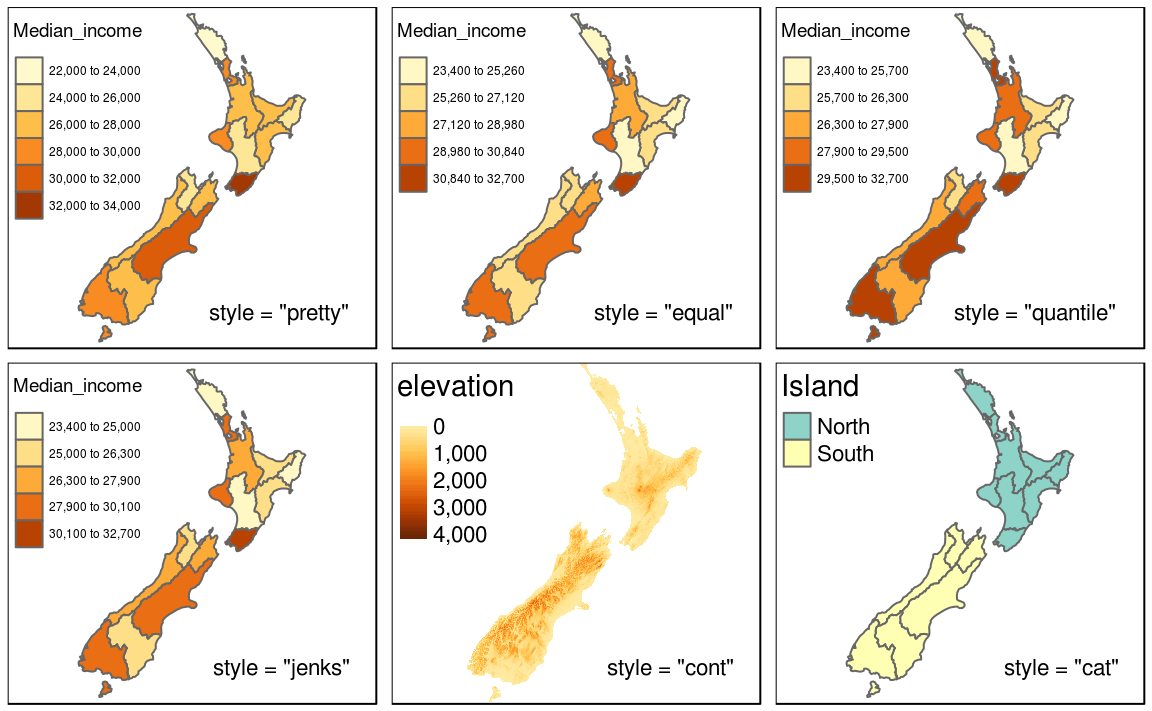 Median_income
22,000 to 24,000
24,000 to 26,000
26,000 to 28,000
28,000 to 30,000
30,000 to 32,000
32,000 to 34,000
style = "pretty"
Median_income
23,400 to 25,260
25,260 to 27,120
27,120 to 28,980
28,980 to 30,840
30,840 to 32,700
style = "equal"
Median_income
23,400 to 25,700
25,700 to 26,300
26,300 to 27,900
27,900 to 29,500
29,500 to 32,700
style = "quantile"
Median_income
23,400 to 25,000
25,000 to 26,300
26,300 to 27,900
27,900 to 30,100
30,100 to 32,700
style = "jenks"
elevation
0
1,000
2,000
3,000
4,000
style = "cont"
Island
North
South
style = "cat"